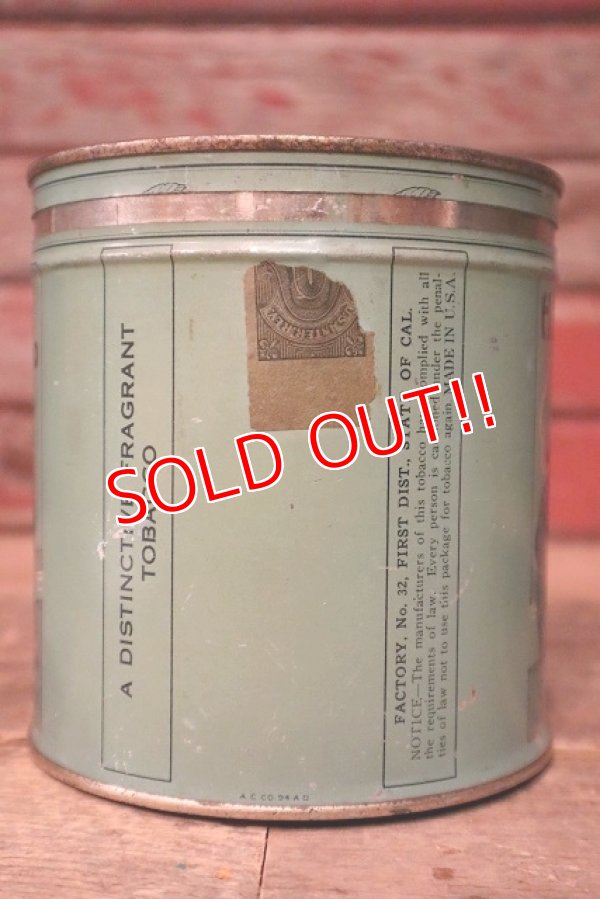 SOLD OUT!!
A DISTINCTIVE FRAGRANT
TOBACCO
FACTORY, No. 32, FIRST DIST., STATE OF CAL.
NOTICE—The manufacturers of this tobacco have complied with all
the requirements of law. Every person is cautioned under the penal-
ties of law not to use this package for tobacco again. MADE IN U.S.A.
A.C.CO. 94-A